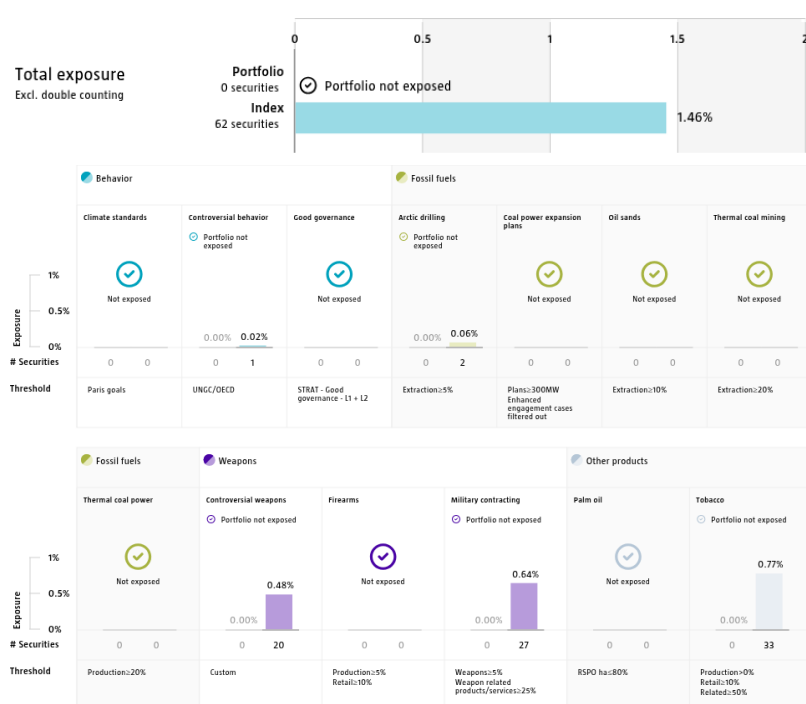 0 0.5 1 1.5 2
Total exposure
Excl. double counting
Portfolio
0 securities
Portfolio not exposed
Index
62 securities
1.46%
Behavior
Fossil fuels
Climate standards
Controversial behavior
Good governance
Arctic drilling
Coal power expansion
plans
Oil sands
Thermal coal mining
Portfolio not
exposed
Portfolio not
exposed
Not exposed
Not exposed
Not exposed
Not exposed
Not exposed
Exposure
1%
0.5%
0%
0.00% 0.02%
0.00% 0.06%
# Securities
0 0 0 1 0 0 0 2 0 0 0 0 0 0
Threshold
Paris goals
UNGC/OECD
STRAT - Good
governance - L1 + L2
Extraction≥5%
Plans≥300MW
Enhanced
engagement cases
filtered out
Extraction≥10%
Extraction≥20%
Fossil fuels
Weapons
Other products
Thermal coal power
Controversial weapons
Firearms
Military contracting
Palm oil
Tobacco
Portfolio not exposed
Portfolio not exposed
Portfolio not exposed
Not exposed
Not exposed
Not exposed
Exposure
1%
0.5%
0%
0.00% 0.48%
0.00% 0.64%
0.00% 0.77%
# Securities
0 0 0 20 0 0 0 27 0 0 0 33
Threshold
Production≥20%
Custom
Production≥5%
Retail≥10%
Weapons≥5%
Weapon related
products/services≥25%
RSPO ha≤80%
Production>0%
Retail≥10%
Related≥50%